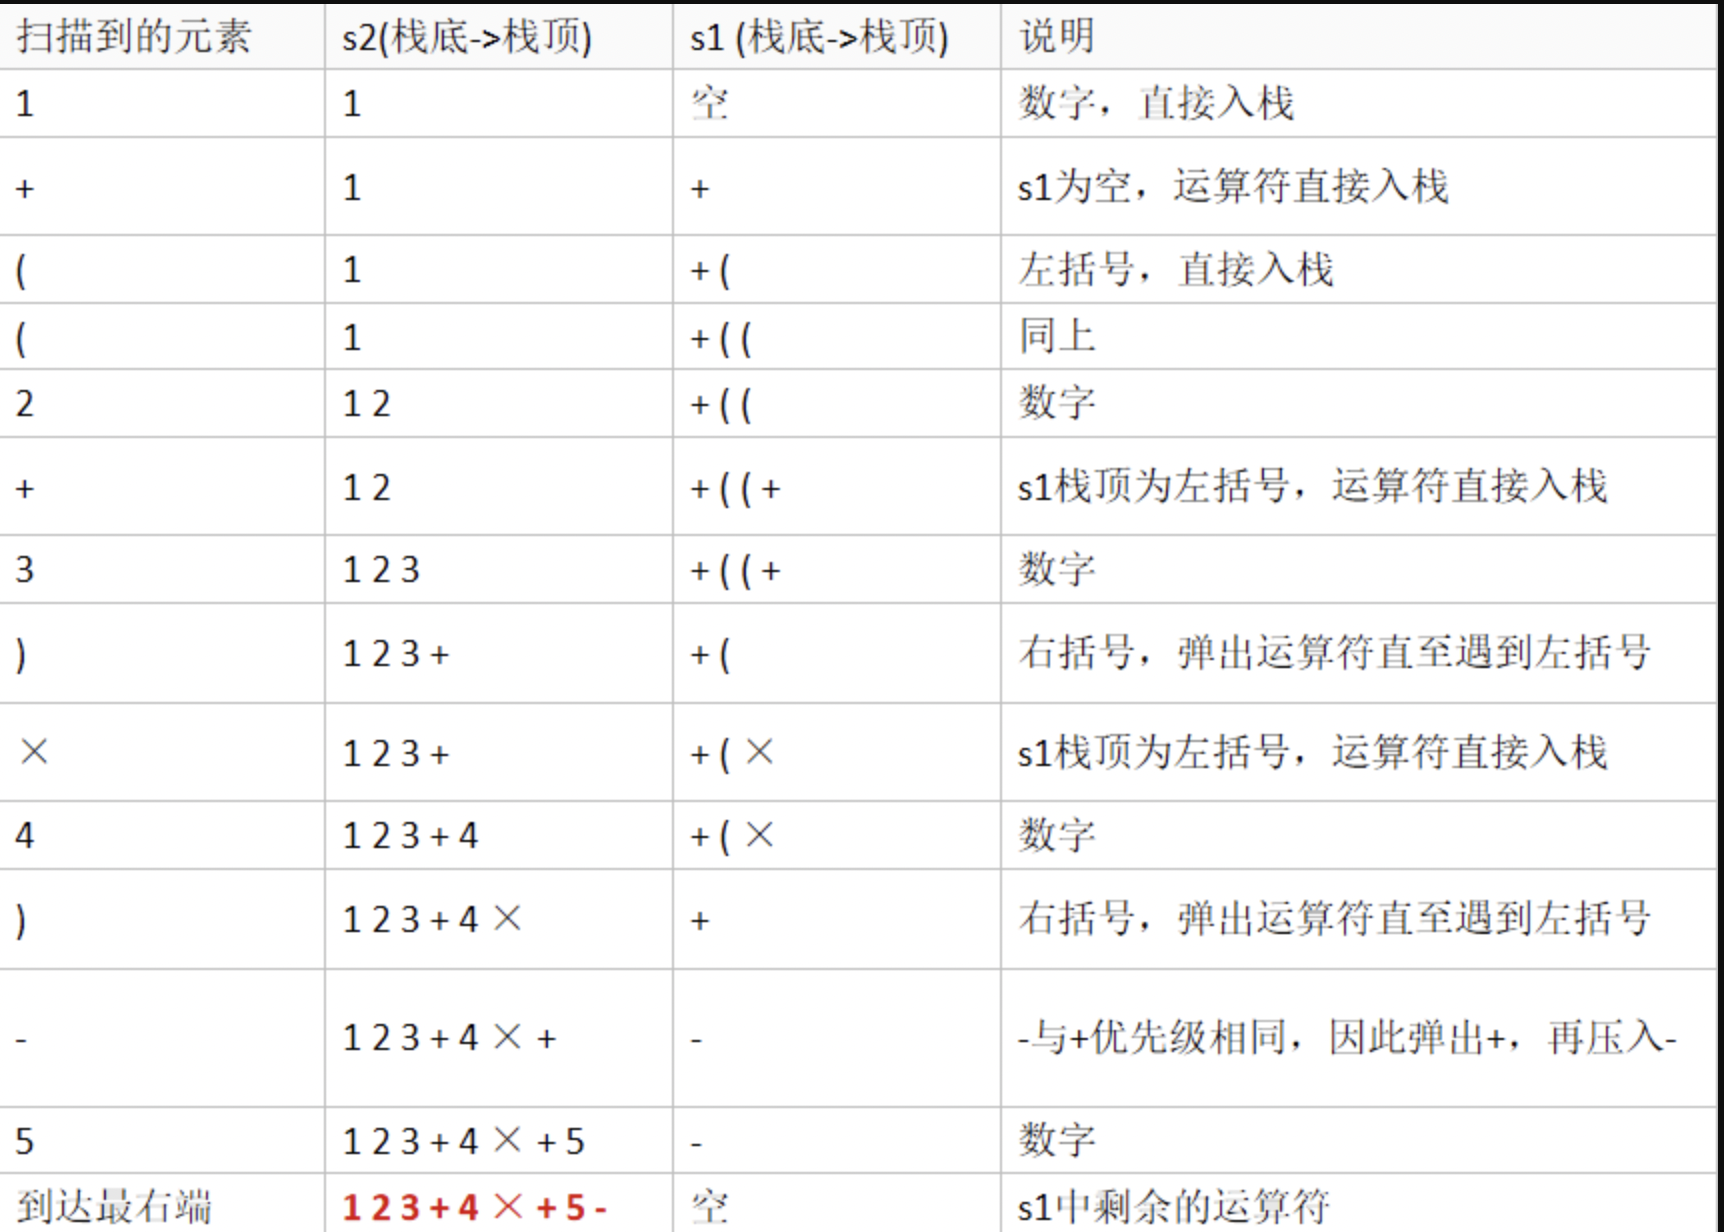 扫描到的元素 s2(栈底->栈顶) s1 (栈底->栈顶) 说明
1 1 空 数字，直接入栈
+ 1 + s1为空，运算符直接入栈
( 1 + ( 左括号，直接入栈
( 1 + ( ( 同上
2 1 2 + ( ( 数字
+ 1 2 + ( ( + s1栈顶为左括号，运算符直接入栈
3 1 2 3 + ( ( + 数字
) 1 2 3 + + ( 右括号，弹出运算符直至遇到左括号
× 1 2 3 + + ( × s1栈顶为左括号，运算符直接入栈
4 1 2 3 + 4 + ( × 数字
) 1 2 3 + 4 × + 右括号，弹出运算符直至遇到左括号
- 1 2 3 + 4 × + - -与+优先级相同，因此弹出+，再压入-
5 1 2 3 + 4 × + 5 - 数字
到达最右端 1 2 3 + 4 × + 5 - 空 s1中剩余的运算符